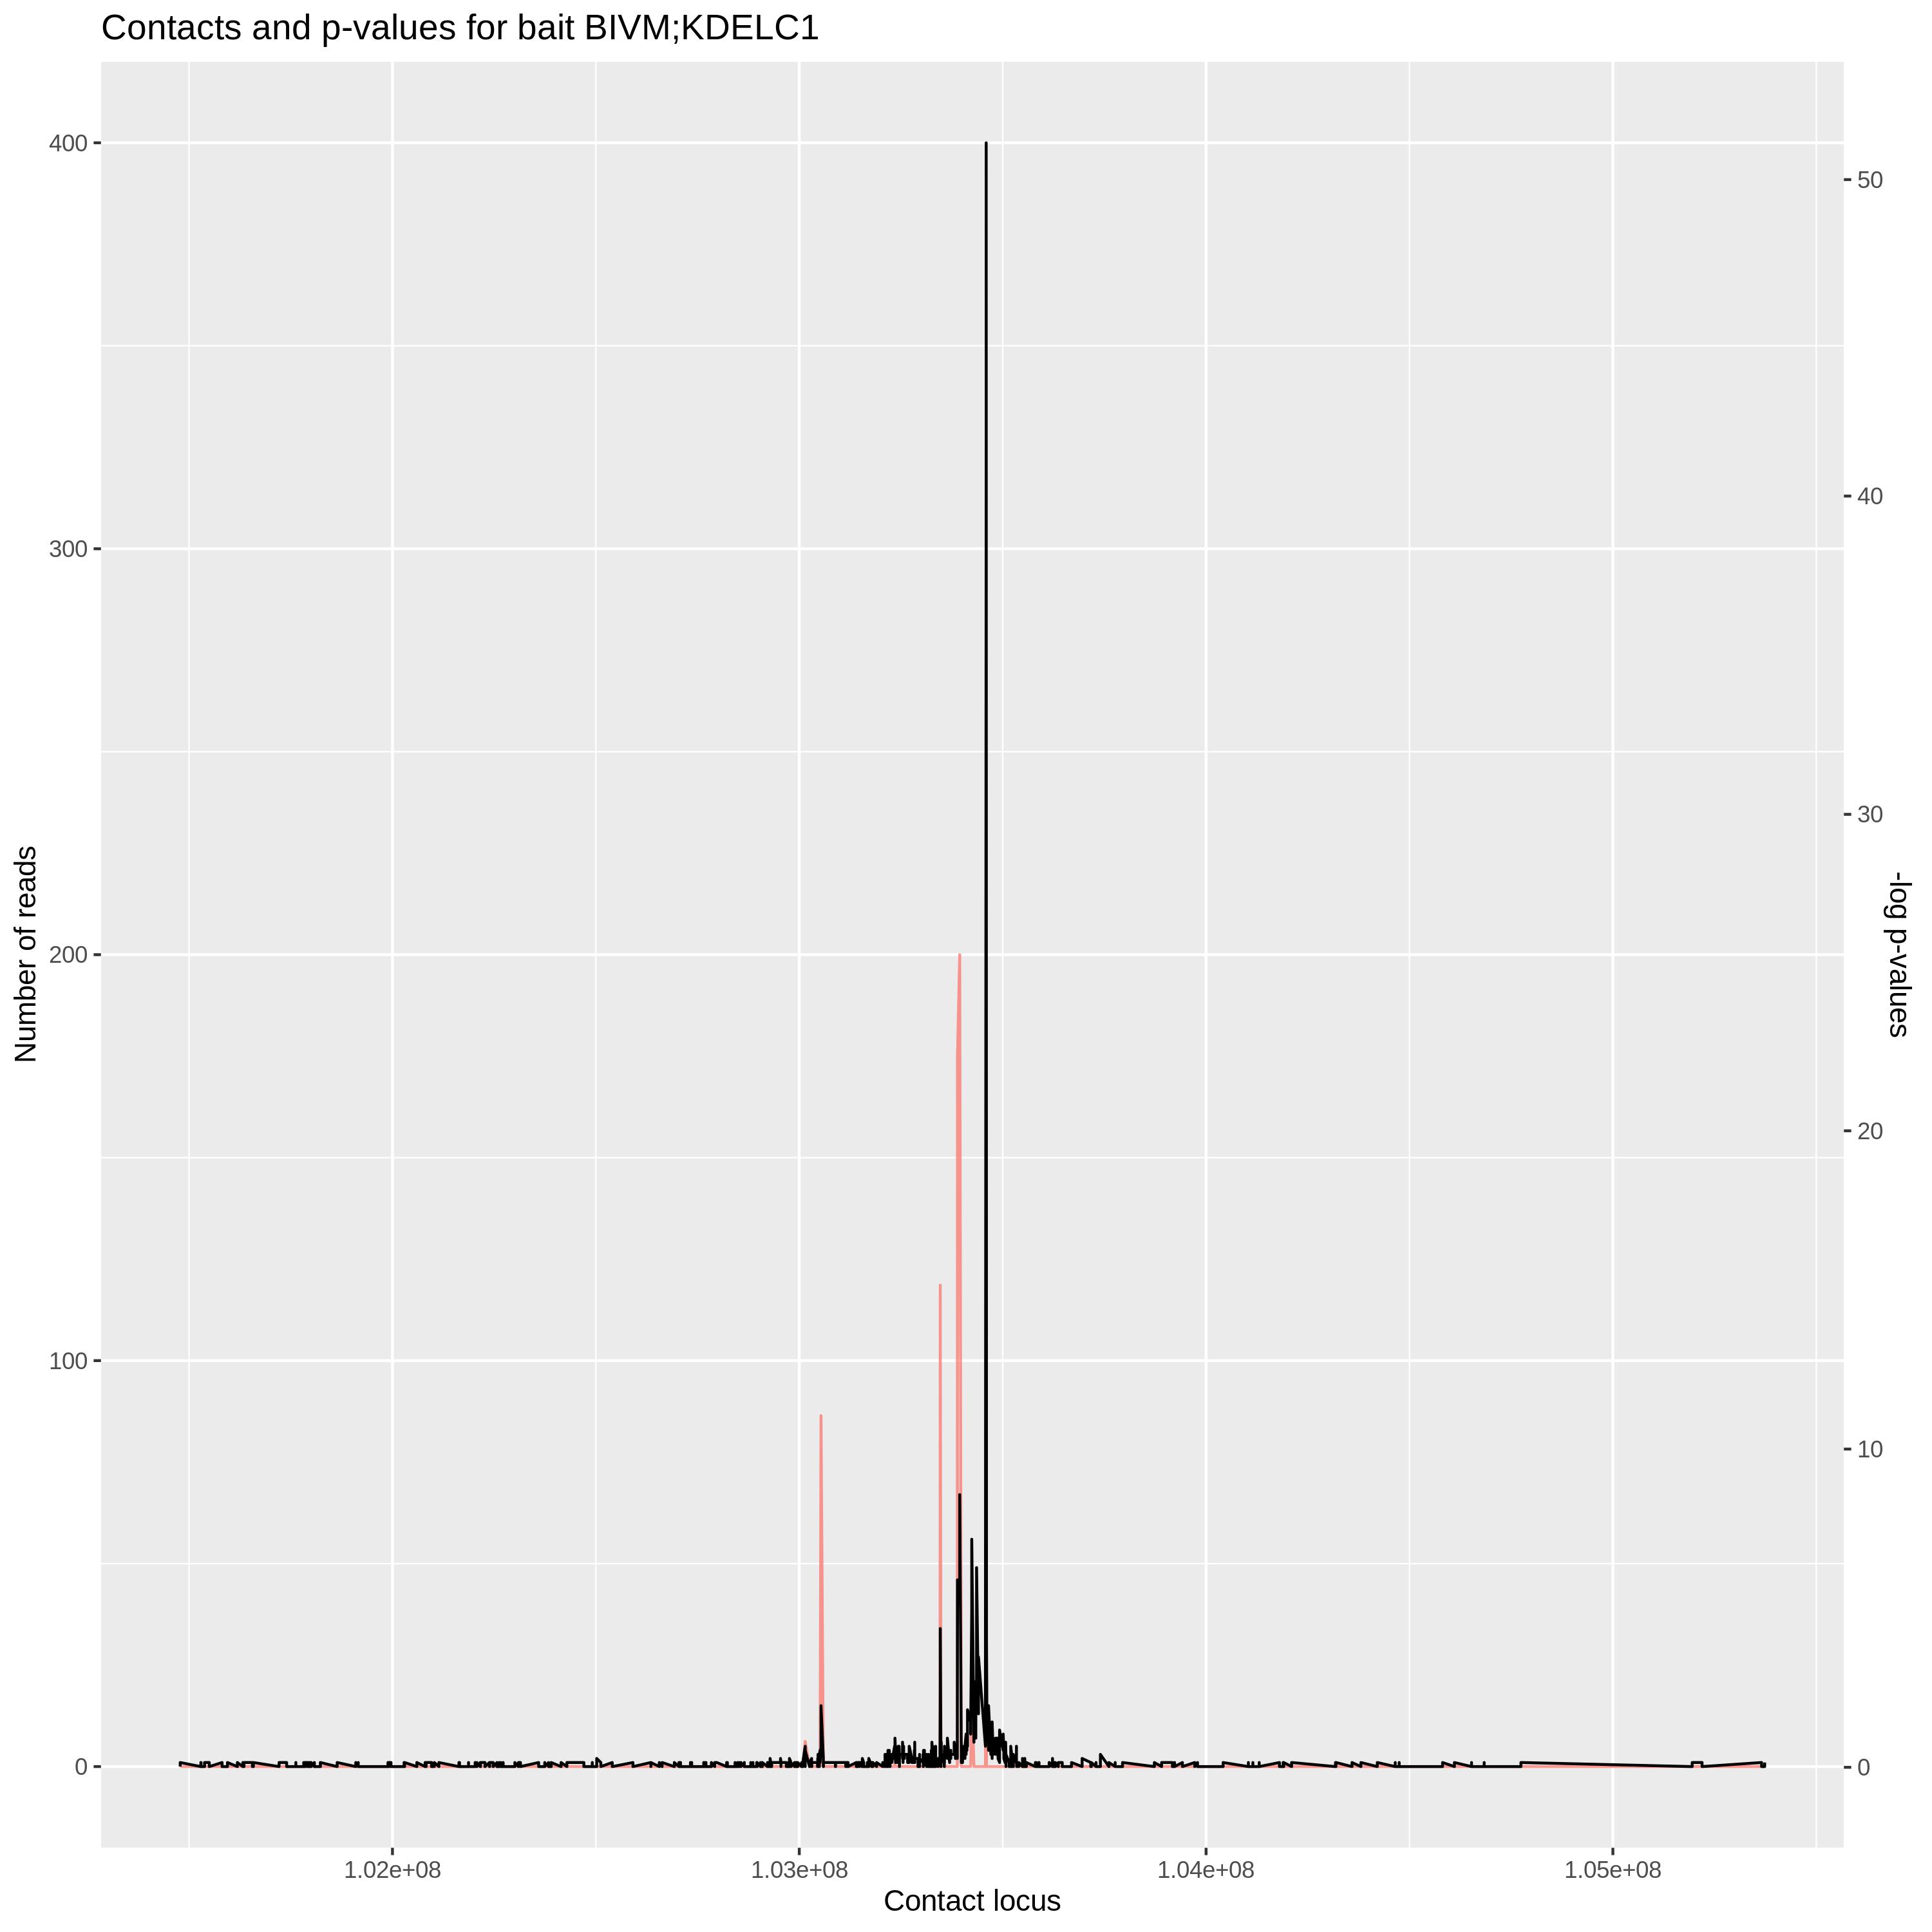 Contacts and p-values for bait BIVM;KDELC1
400
300
200
100
0
Number of reads
50
40
30
20
10
0
-log p-values
1.02e+08
1.03e+08
1.04e+08
1.05e+08
Contact locus